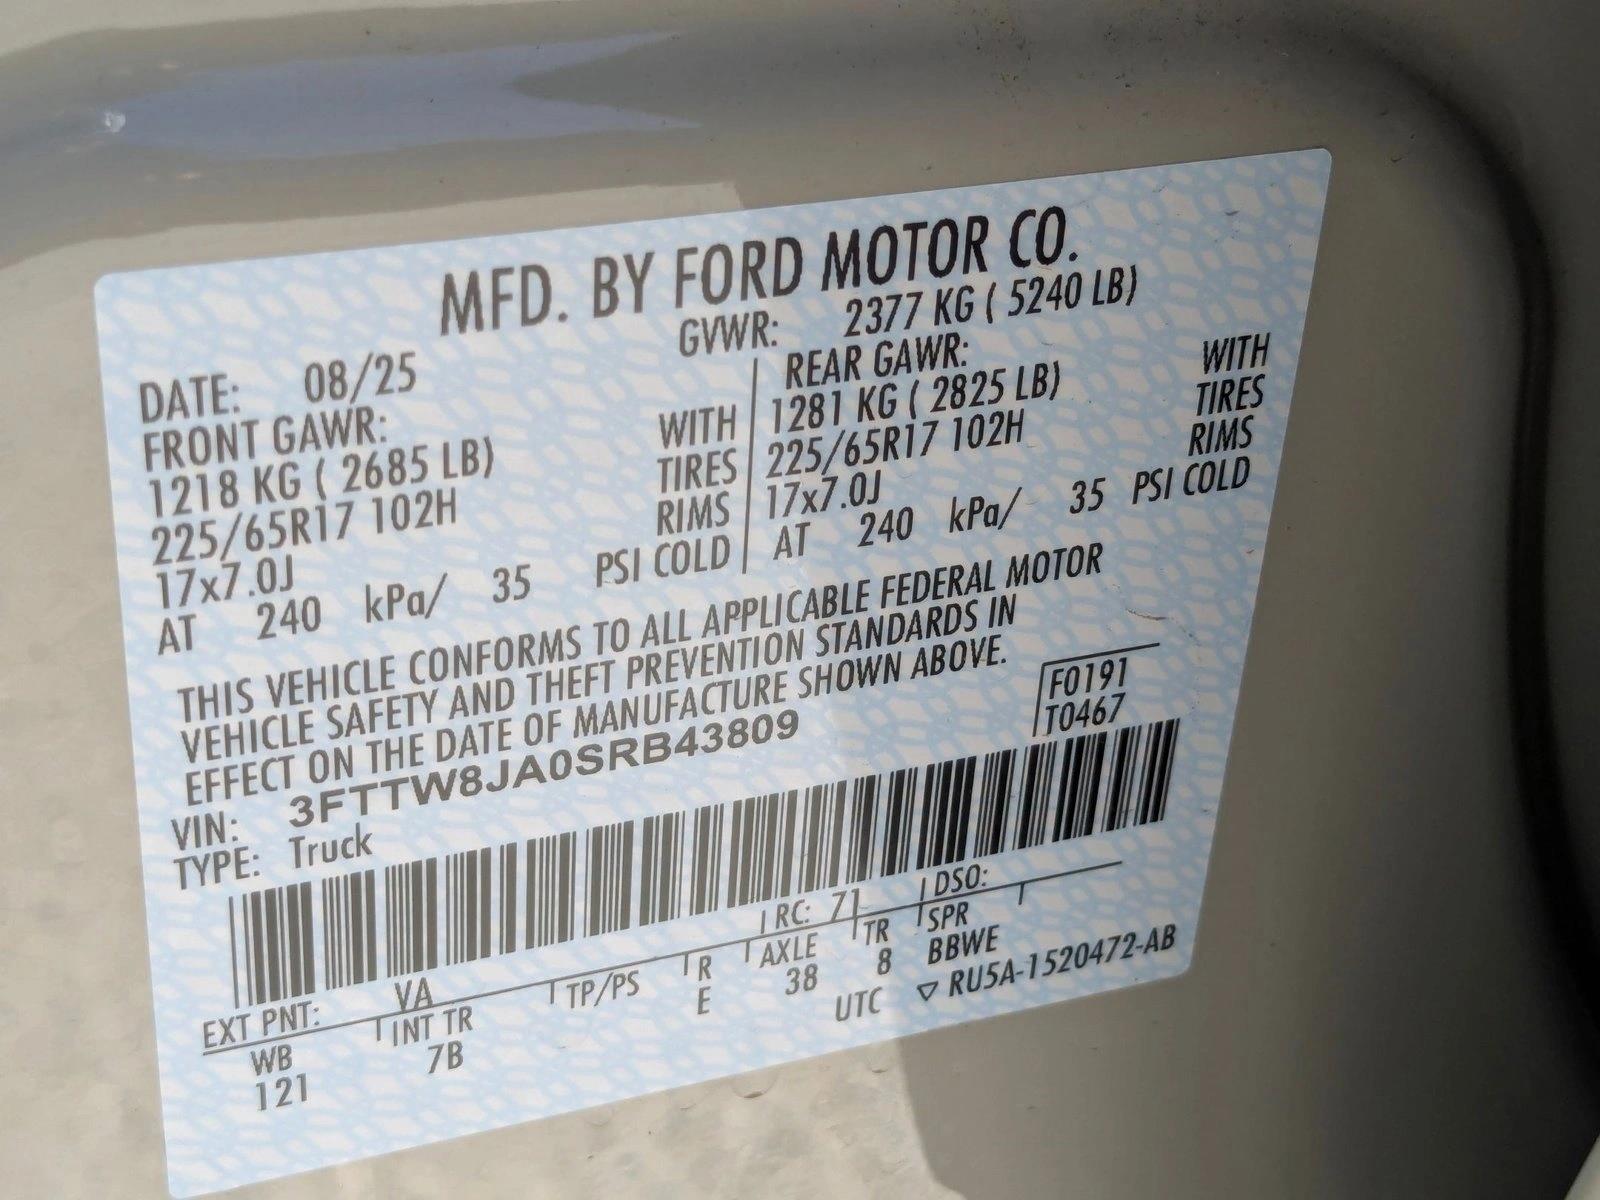 MFD. BY FORD MOTOR CO.
DATE: 08/25 GVWR: 2377 KG ( 5240 LB)
FRONT GAWR: REAR GAWR:
1218 KG ( 2685 LB) WITH 1281 KG ( 2825 LB) WITH
225/65R17 102H TIRES 225/65R17 102H TIRES
17x7.0J RIMS 17x7.0J RIMS
AT 240 kPa/ 35 PSI COLD AT 240 kPa/ 35 PSI COLD
THIS VEHICLE CONFORMS TO ALL APPLICABLE FEDERAL MOTOR
VEHICLE SAFETY AND THEFT PREVENTION STANDARDS IN
EFFECT ON THE DATE OF MANUFACTURE SHOWN ABOVE.
VIN: 3FTTW8JA0SRB43809 F0191
TYPE: Truck T0467
EXT PNT: VA RC: 71 DSO:
WB INT TR TP/PS R AXLE TR SPR
121 7B E 38 8 BBWE
UTC ▽ RU5A-1520472-AB